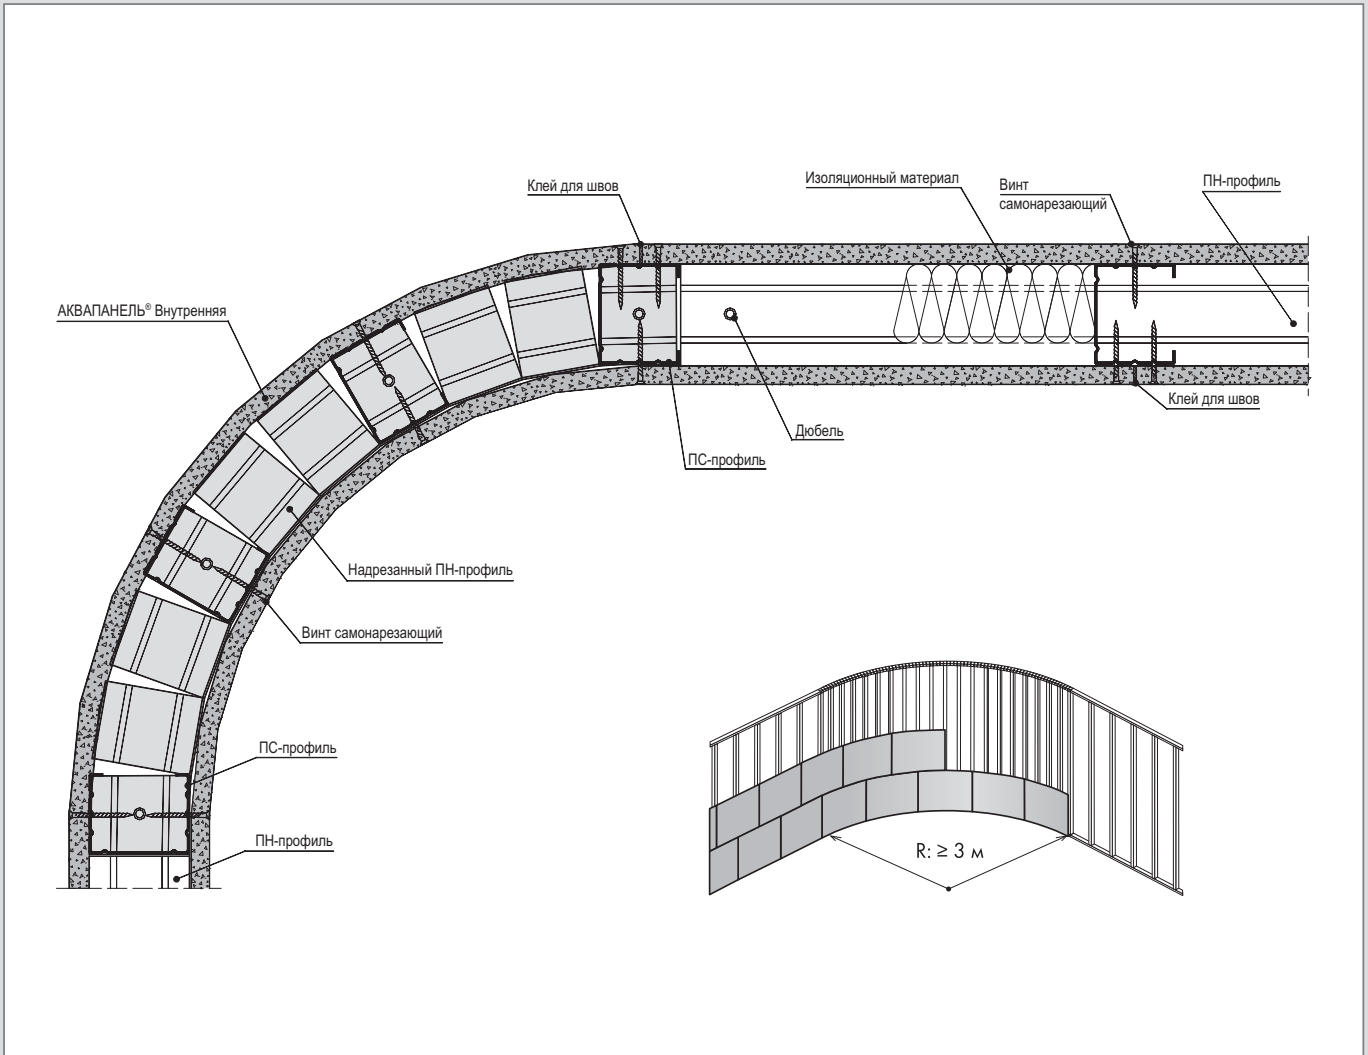 Изоляционный материал
Винт
самонарезающий
ПН-профиль
Клей для швов
АКВАПАНЕЛЬ® Внутренняя
Клей для швов
Дюбель
ПС-профиль
Надрезанный ПН-профиль
Винт самонарезающий
ПС-профиль
ПН-профиль
R: ≥ 3 м